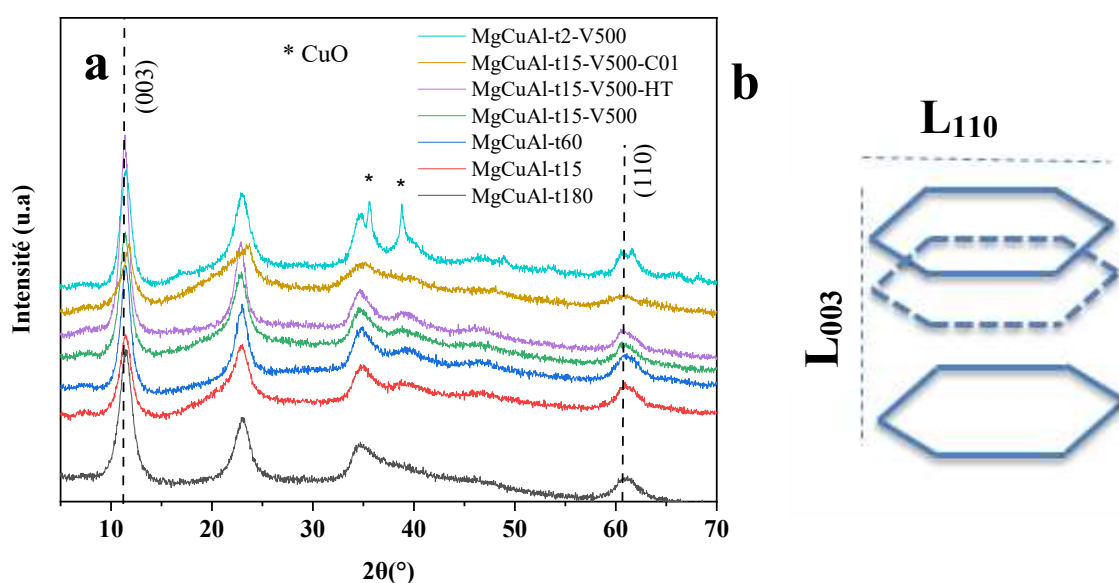 a
* CuO
(003)
MgCuAl-t2-V500
MgCuAl-t15-V500-C01
MgCuAl-t15-V500-HT
MgCuAl-t15-V500
MgCuAl-t60
MgCuAl-t15
MgCuAl-t180
* *
(110)
Intensité (u.a)
10 20 30 40 50 60 70
2θ(°)
b
L110
L003